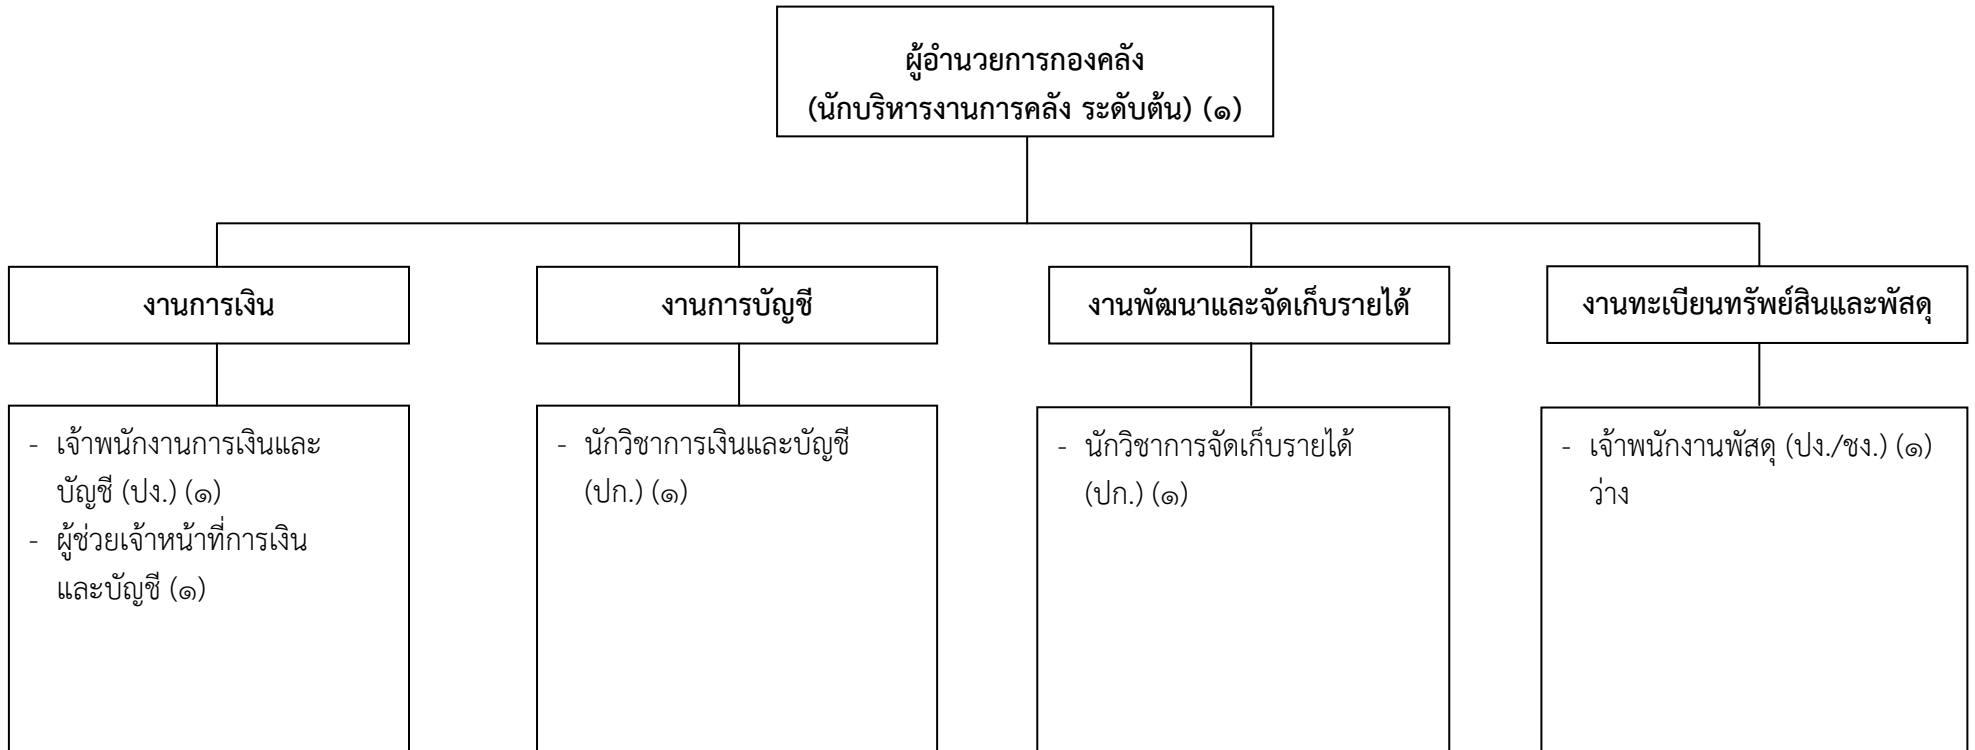 ผู้อำนวยการกองคลัง
(นักบริหารงานการคลัง ระดับต้น) (๑)
งานการเงิน
งานการบัญชี
งานพัฒนาและจัดเก็บรายได้
งานทะเบียนทรัพย์สินและพัสดุ
- เจ้าพนักงานการเงินและ
บัญชี (ปง.) (๑)
- ผู้ช่วยเจ้าหน้าที่การเงิน
และบัญชี (๑)
- นักวิชาการเงินและบัญชี
(ปก.) (๑)
- นักวิชาการจัดเก็บรายได้
(ปก.) (๑)
- เจ้าพนักงานพัสดุ (ปง./ชง.) (๑)
ว่าง